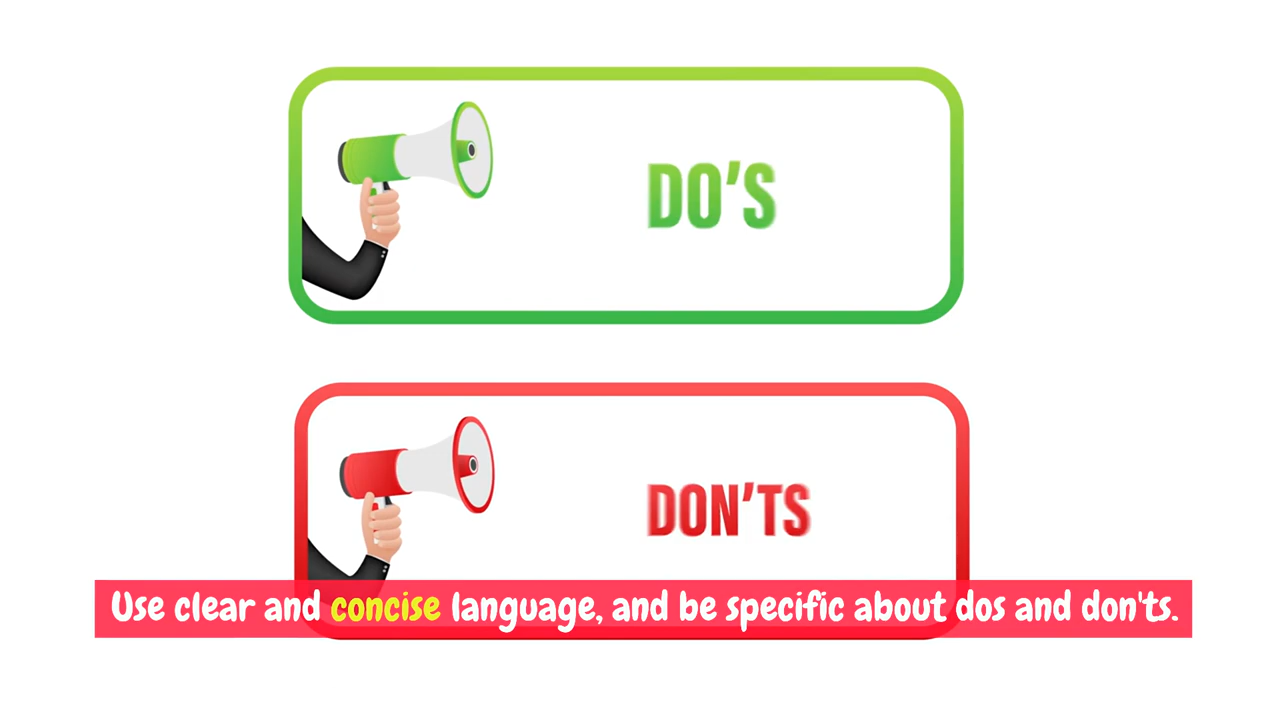 DO'S
DON'TS
Use clear and concise language, and be specific about dos and don'ts.